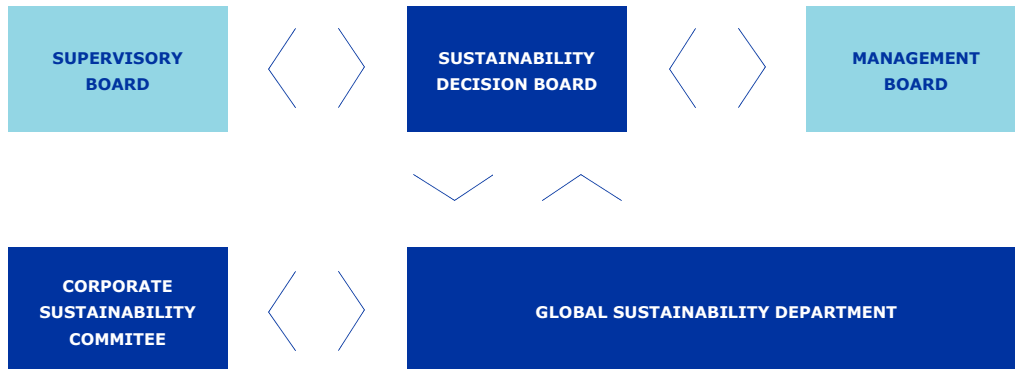 SUPERVISORY
BOARD
SUSTAINABILITY
DECISION BOARD
MANAGEMENT
BOARD
CORPORATE
SUSTAINABILITY
COMMITEE
GLOBAL SUSTAINABILITY DEPARTMENT